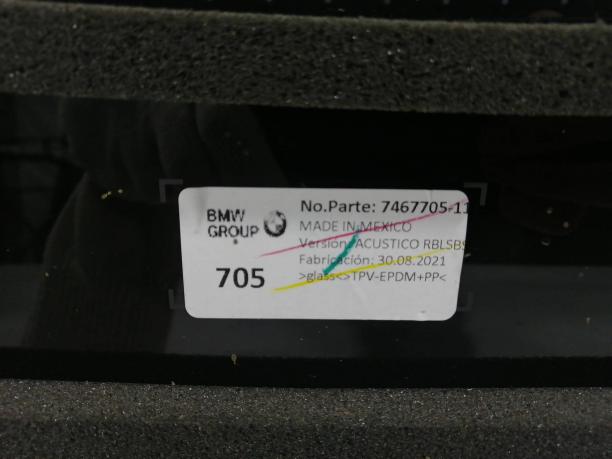 BMW
GROUP
705
No.Parte: 7467705-11
MADE IN MEXICO
Version: ACUSTICO RBLSBS
Fabricación: 30.08.2021
>glass<>TPV-EPDM+PP<